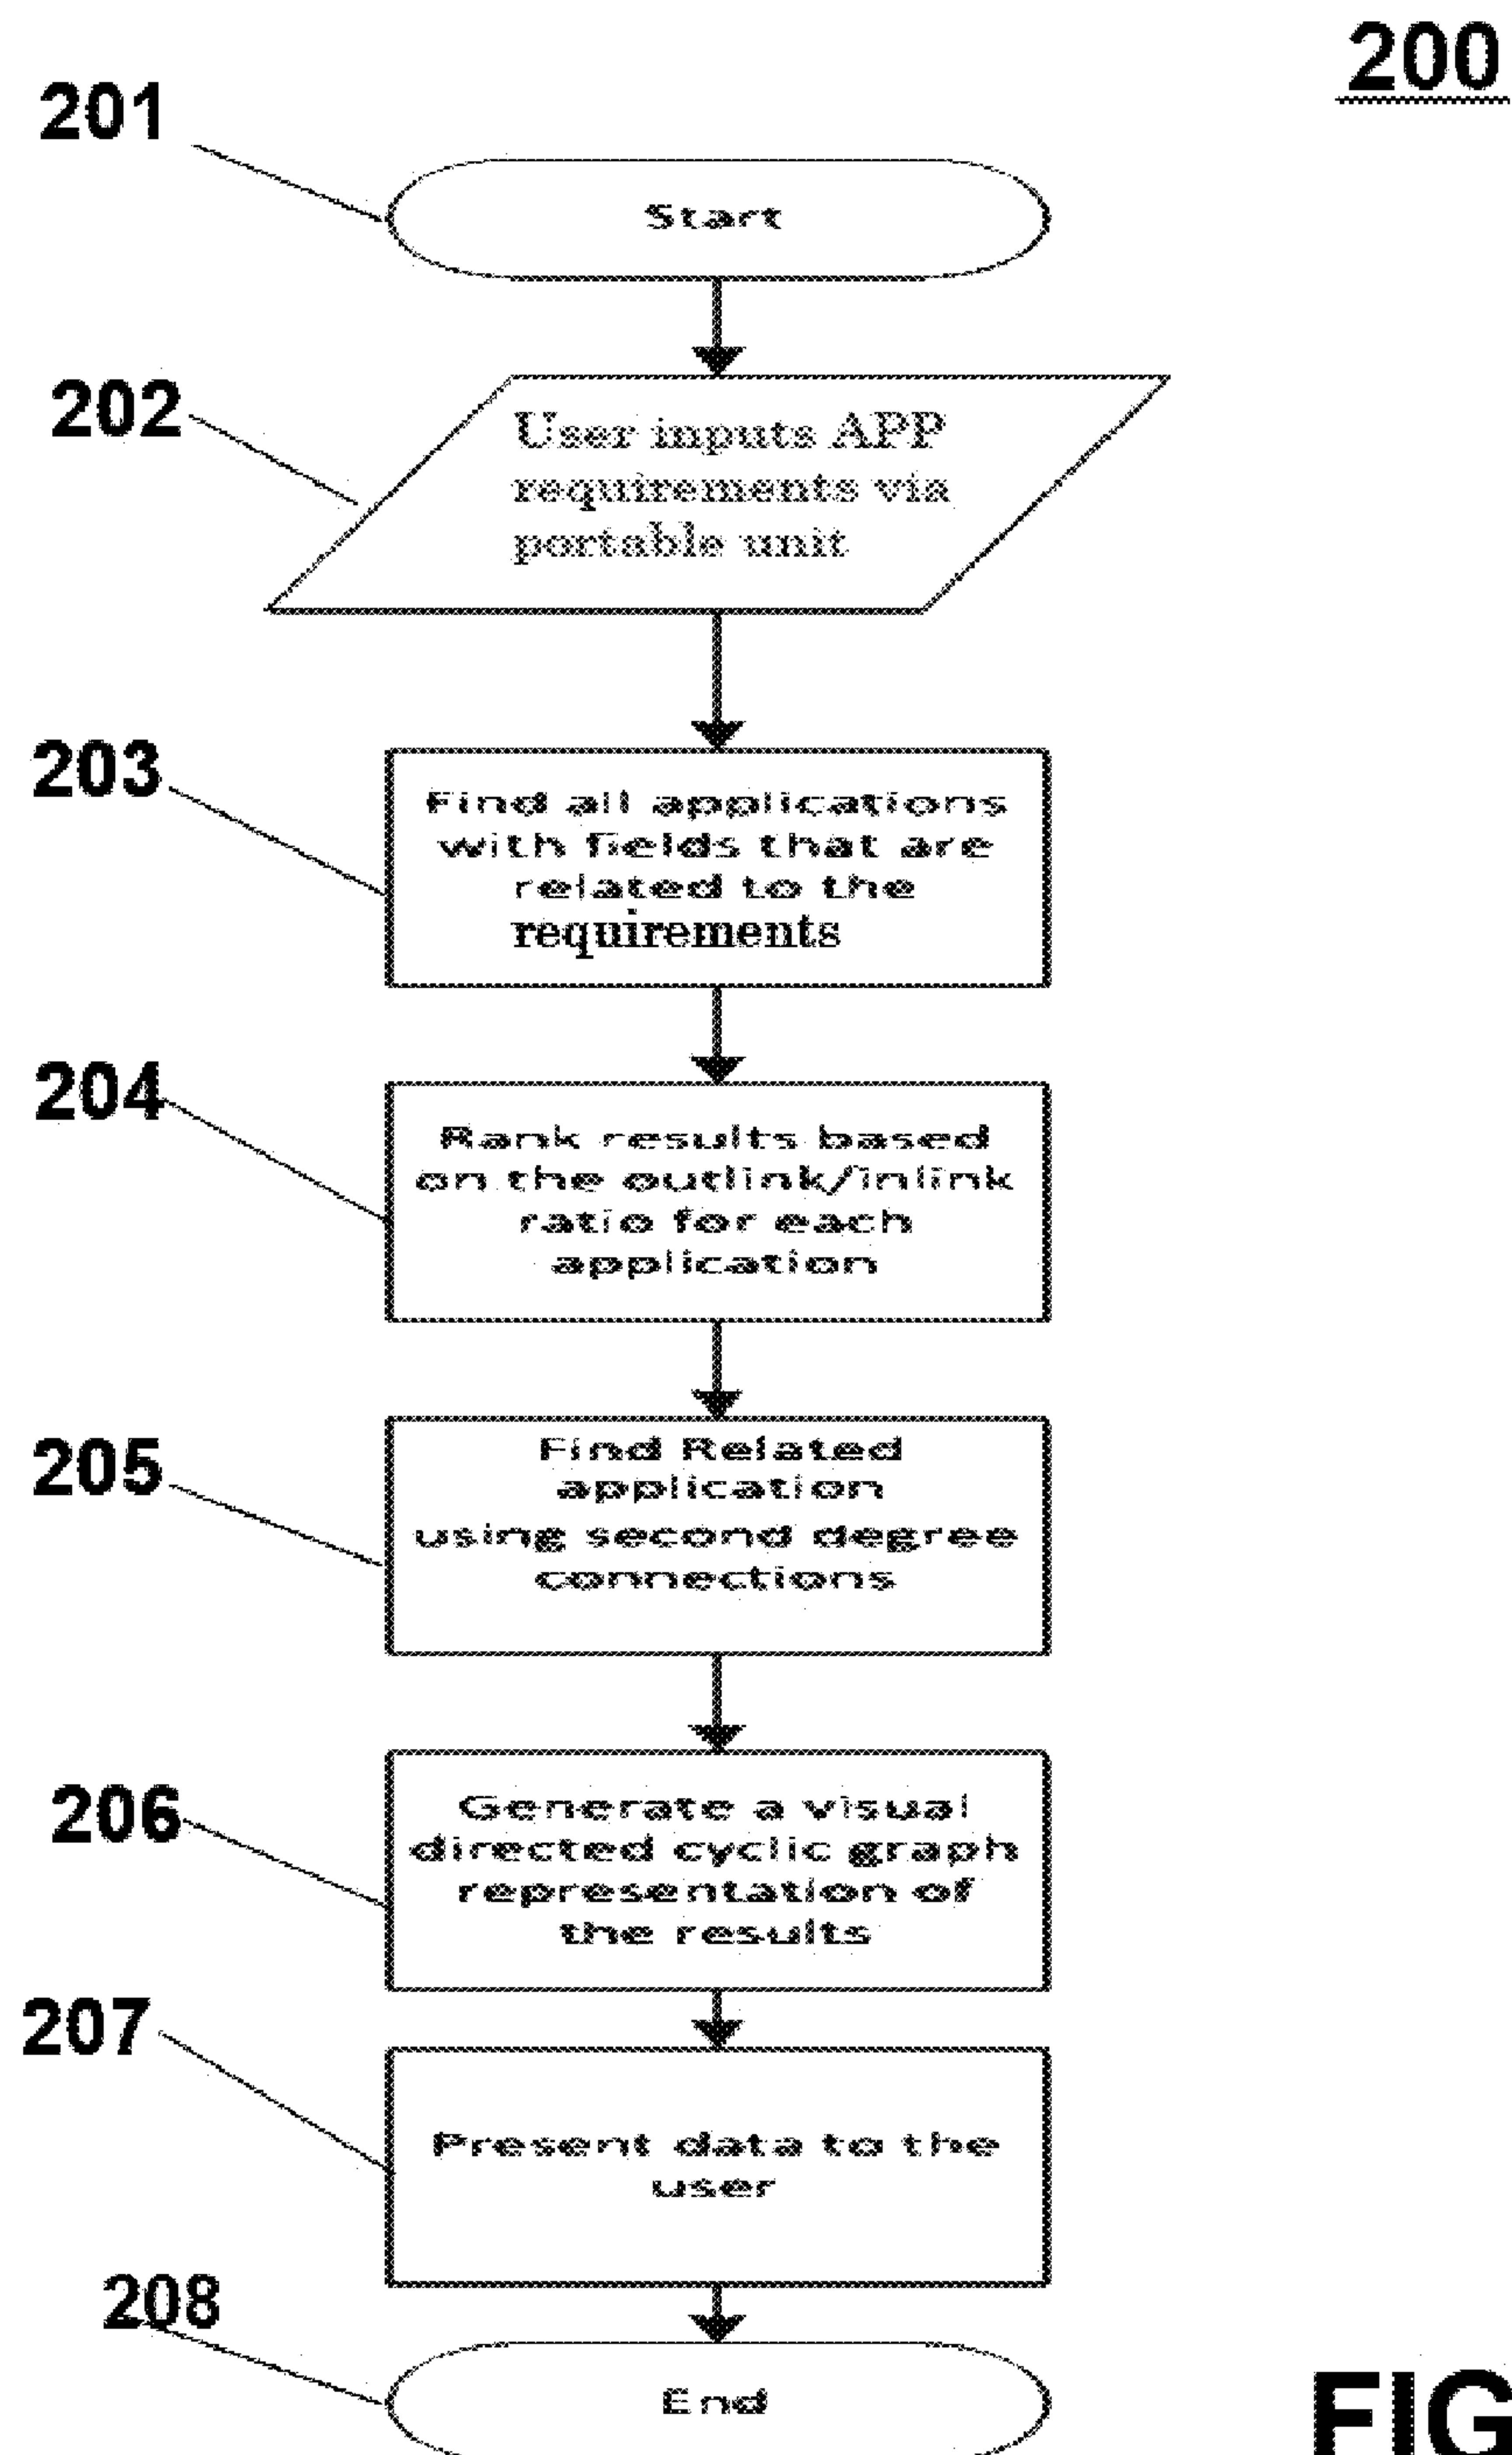 200
201
Start
202
User inputs APP
requirements via
portable unit
203
Find all applications
with fields that are
related to the
requirements
204
Rank results based
on the outlink/inlink
ratio for each
application
205
Find Related
application
using second degree
connections
206
Generate a visual
directed cyclic graph
representation of
the results
207
Present data to the
user
208
End
FIG